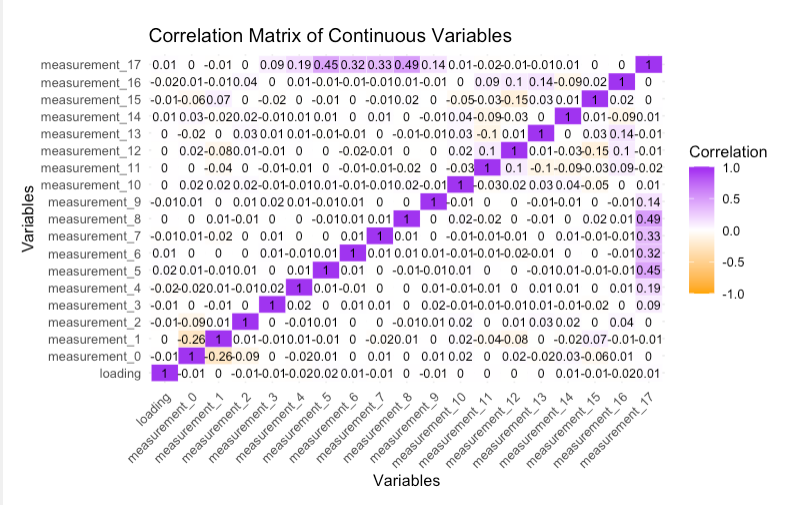 Correlation Matrix of Continuous Variables
measurement_17 0.01 0 -0.01 0 0.09 0.19 0.45 0.32 0.33 0.49 0.14 0.01 -0.02 -0.01 -0.01 0.01 0 0 1
measurement_16 -0.02 0.01 -0.01 0.04 0 0.01 -0.01 -0.01 -0.01 0.01 -0.01 0 0.09 0.1 0.14 -0.09 0.02 1 0
measurement_15 -0.01 -0.06 0.07 0 -0.02 0 -0.01 0 -0.01 0.02 0 -0.05 -0.03 -0.15 0.03 0.01 1 0.02 0
measurement_14 0.01 0.03 -0.02 0.02 -0.01 0.01 0.01 0 0.01 0 -0.01 0.04 -0.09 -0.03 0 1 0.01 -0.09 0.01
measurement_13 0 -0.02 0 0.03 0.01 0.01 -0.01 -0.01 0 -0.01 -0.01 0.03 -0.1 0.01 1 0 0.03 0.14 -0.01
measurement_12 0 0.02 -0.08 0.01 -0.01 0 0 -0.02 -0.01 0 0 0.02 0.1 1 0.01 -0.03 -0.15 0.1 -0.01
measurement_11 0 0 -0.04 0 -0.01 -0.01 0 -0.01 -0.01 -0.02 0 -0.03 1 0.1 -0.1 -0.09 -0.03 0.09 -0.02
measurement_10 0 0.02 0.02 0.02 -0.01 -0.01 0.01 -0.01 -0.01 0.02 -0.01 1 -0.03 0.02 0.03 0.04 -0.05 0 0.01
measurement_9 -0.01 0.01 0 0.01 0.02 0.01 -0.01 0.01 0 0 1 -0.01 0 0 -0.01 -0.01 0 -0.01 0.14
measurement_8 0 0 0.01 -0.01 0 0 -0.01 0.01 0.01 1 0 0.02 -0.02 0 -0.01 0 0.02 0.01 0.49
measurement_7 -0.01 0.01 -0.02 0 0.01 0 0 0.01 1 0.01 0 -0.01 -0.01 -0.01 0 0.01 -0.01 -0.01 0.33
measurement_6 0.01 0 0 0 0.01 -0.01 0.01 1 0.01 0.01 0.01 -0.01 -0.01 -0.02 -0.01 0 0 -0.01 0.32
measurement_5 0.02 0.01 -0.01 0.01 0 0.01 1 0.01 0 -0.01 -0.01 0.01 0 0 -0.01 0.01 -0.01 -0.01 0.45
measurement_4 -0.02 -0.02 0.01 -0.01 0.02 1 0.01 -0.01 0 0 0.01 -0.01 -0.01 0 0.01 0.01 0 0.01 0.19
measurement_3 -0.01 0 -0.01 0 1 0.02 0 0.01 0.01 0 0.02 -0.01 -0.01 -0.01 0.01 -0.01 -0.02 0 0.09
measurement_2 -0.01 -0.09 0.01 1 0 -0.01 0.01 0 0 -0.01 0.01 0.02 0 0.01 0.03 0.02 0 0.04 0
measurement_1 0 -0.26 1 0.01 -0.01 0.01 -0.01 0 -0.02 0.01 0 0.02 -0.04 -0.08 0 -0.02 0.07 -0.01 -0.01
measurement_0 -0.01 1 -0.26 -0.09 0 -0.02 0.01 0 0.01 0 0.01 0.02 0 0.02 -0.02 0.03 -0.06 0.01 0
loading 1 -0.01 0 -0.01 -0.01 -0.02 0.02 0.01 -0.01 0 -0.01 0 0 0 0 0.01 -0.01 -0.02 0.01
Variables
loading
measurement_0
measurement_1
measurement_2
measurement_3
measurement_4
measurement_5
measurement_6
measurement_7
measurement_8
measurement_9
measurement_10
measurement_11
measurement_12
measurement_13
measurement_14
measurement_15
measurement_16
measurement_17
Variables
Correlation
1.0
0.5
0.0
-0.5
-1.0